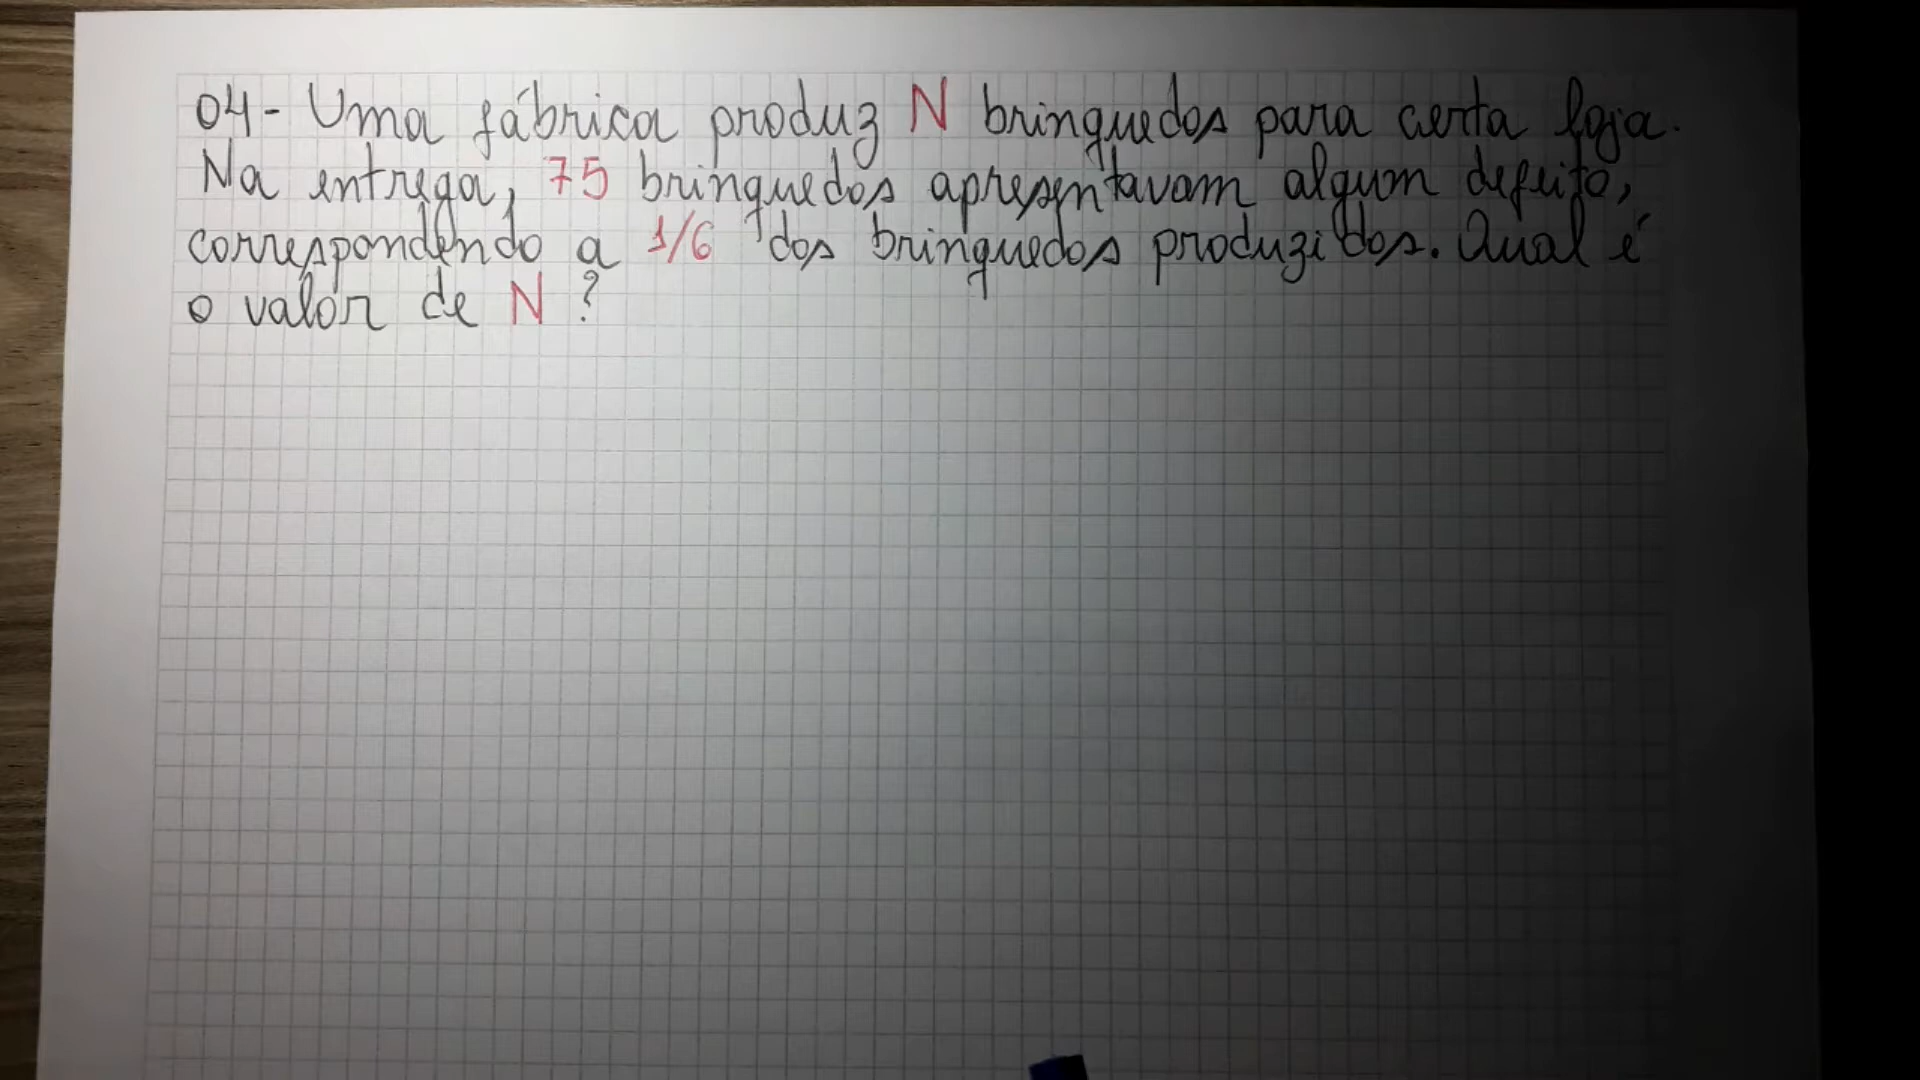 04- Uma fábrica produz N brinquedos para certa loja.
Na entrega, 75 brinquedos apresentavam algum defeito,
correspondendo a 1/6 dos brinquedos produzidos. Qual é
o valor de N ?